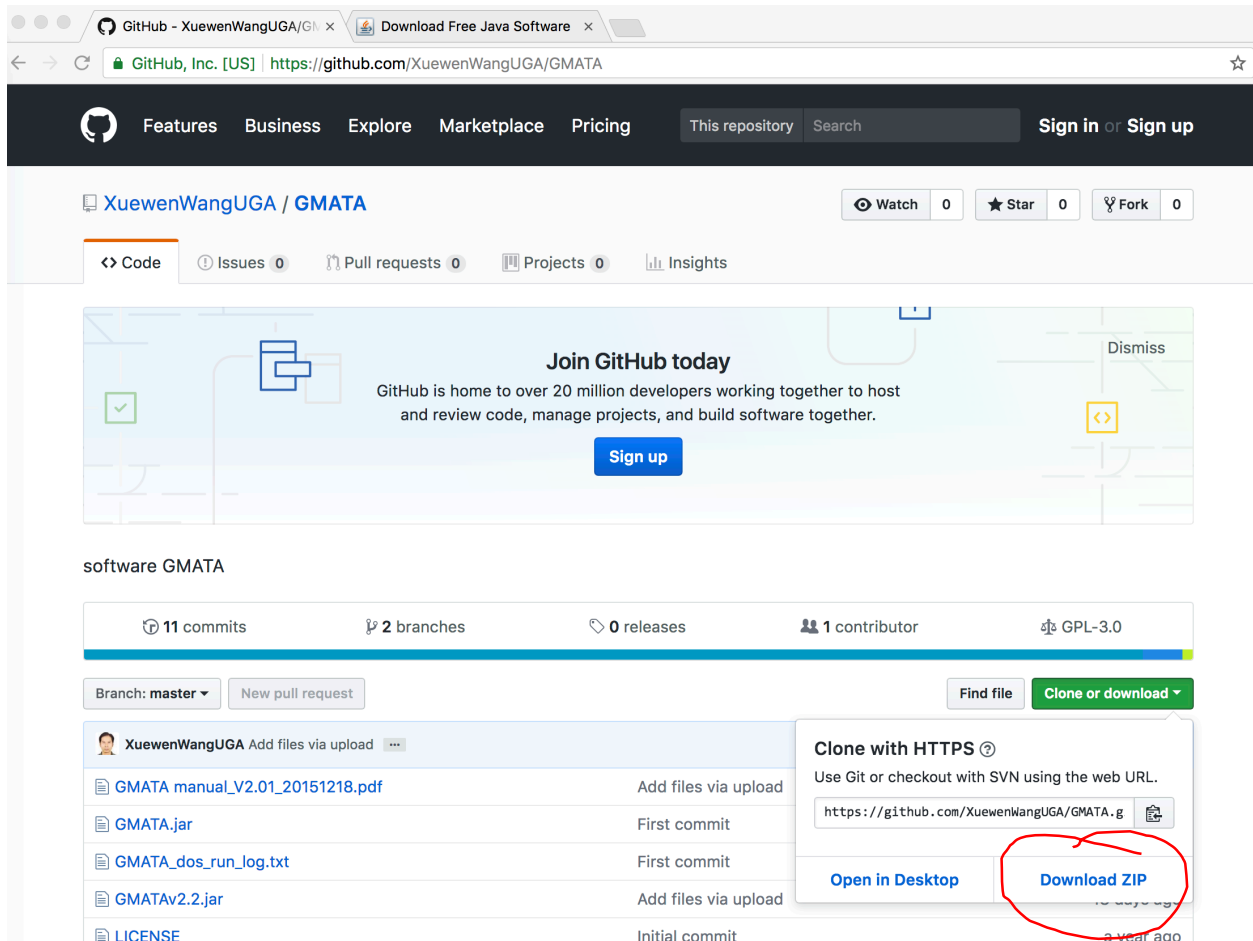 GitHub - XuewenWangUGA/GM × Download Free Java Software ×
GitHub, Inc. [US] https://github.com/XuewenWangUGA/GMATA
Features Business Explore Marketplace Pricing This repository Search Sign in or Sign up
XuewenWangUGA / GMATA Watch 0 Star 0 Fork 0
Code Issues 0 Pull requests 0 Projects 0 Insights
Join GitHub today Dismiss
GitHub is home to over 20 million developers working together to host
and review code, manage projects, and build software together.
Sign up
software GMATA
11 commits 2 branches 0 releases 1 contributor GPL-3.0
Branch: master New pull request Find file Clone or download
XuewenWangUGA Add files via upload ...
Clone with HTTPS ?
Use Git or checkout with SVN using the web URL.
https://github.com/XuewenWangUGA/GMATA.g
Open in Desktop Download ZIP
GMATA manual_V2.01_20151218.pdf Add files via upload
GMATA.jar First commit
GMATA_dos_run_log.txt First commit
GMATAv2.2.jar Add files via upload days ago
LICENSE Initial commit a year ago